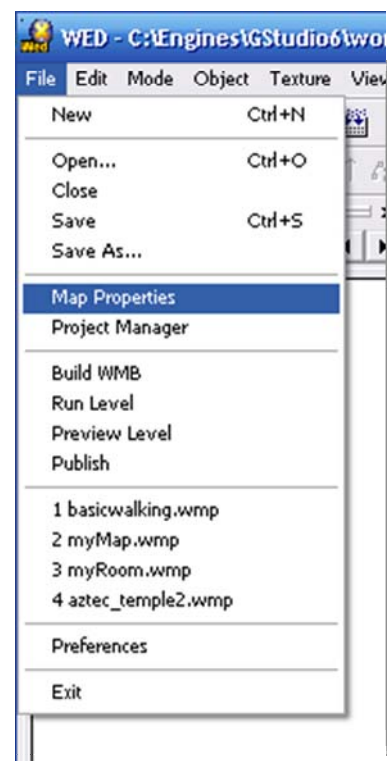 WED - C:\Engines\GStudio6\wo
File Edit Mode Object Texture View
New Ctrl+N
Open... Ctrl+O
Close
Save Ctrl+S
Save As...
Map Properties
Project Manager
Build WMB
Run Level
Preview Level
Publish
1 basicwalking.wmp
2 myMap.wmp
3 myRoom.wmp
4 aztec_temple2.wmp
Preferences
Exit